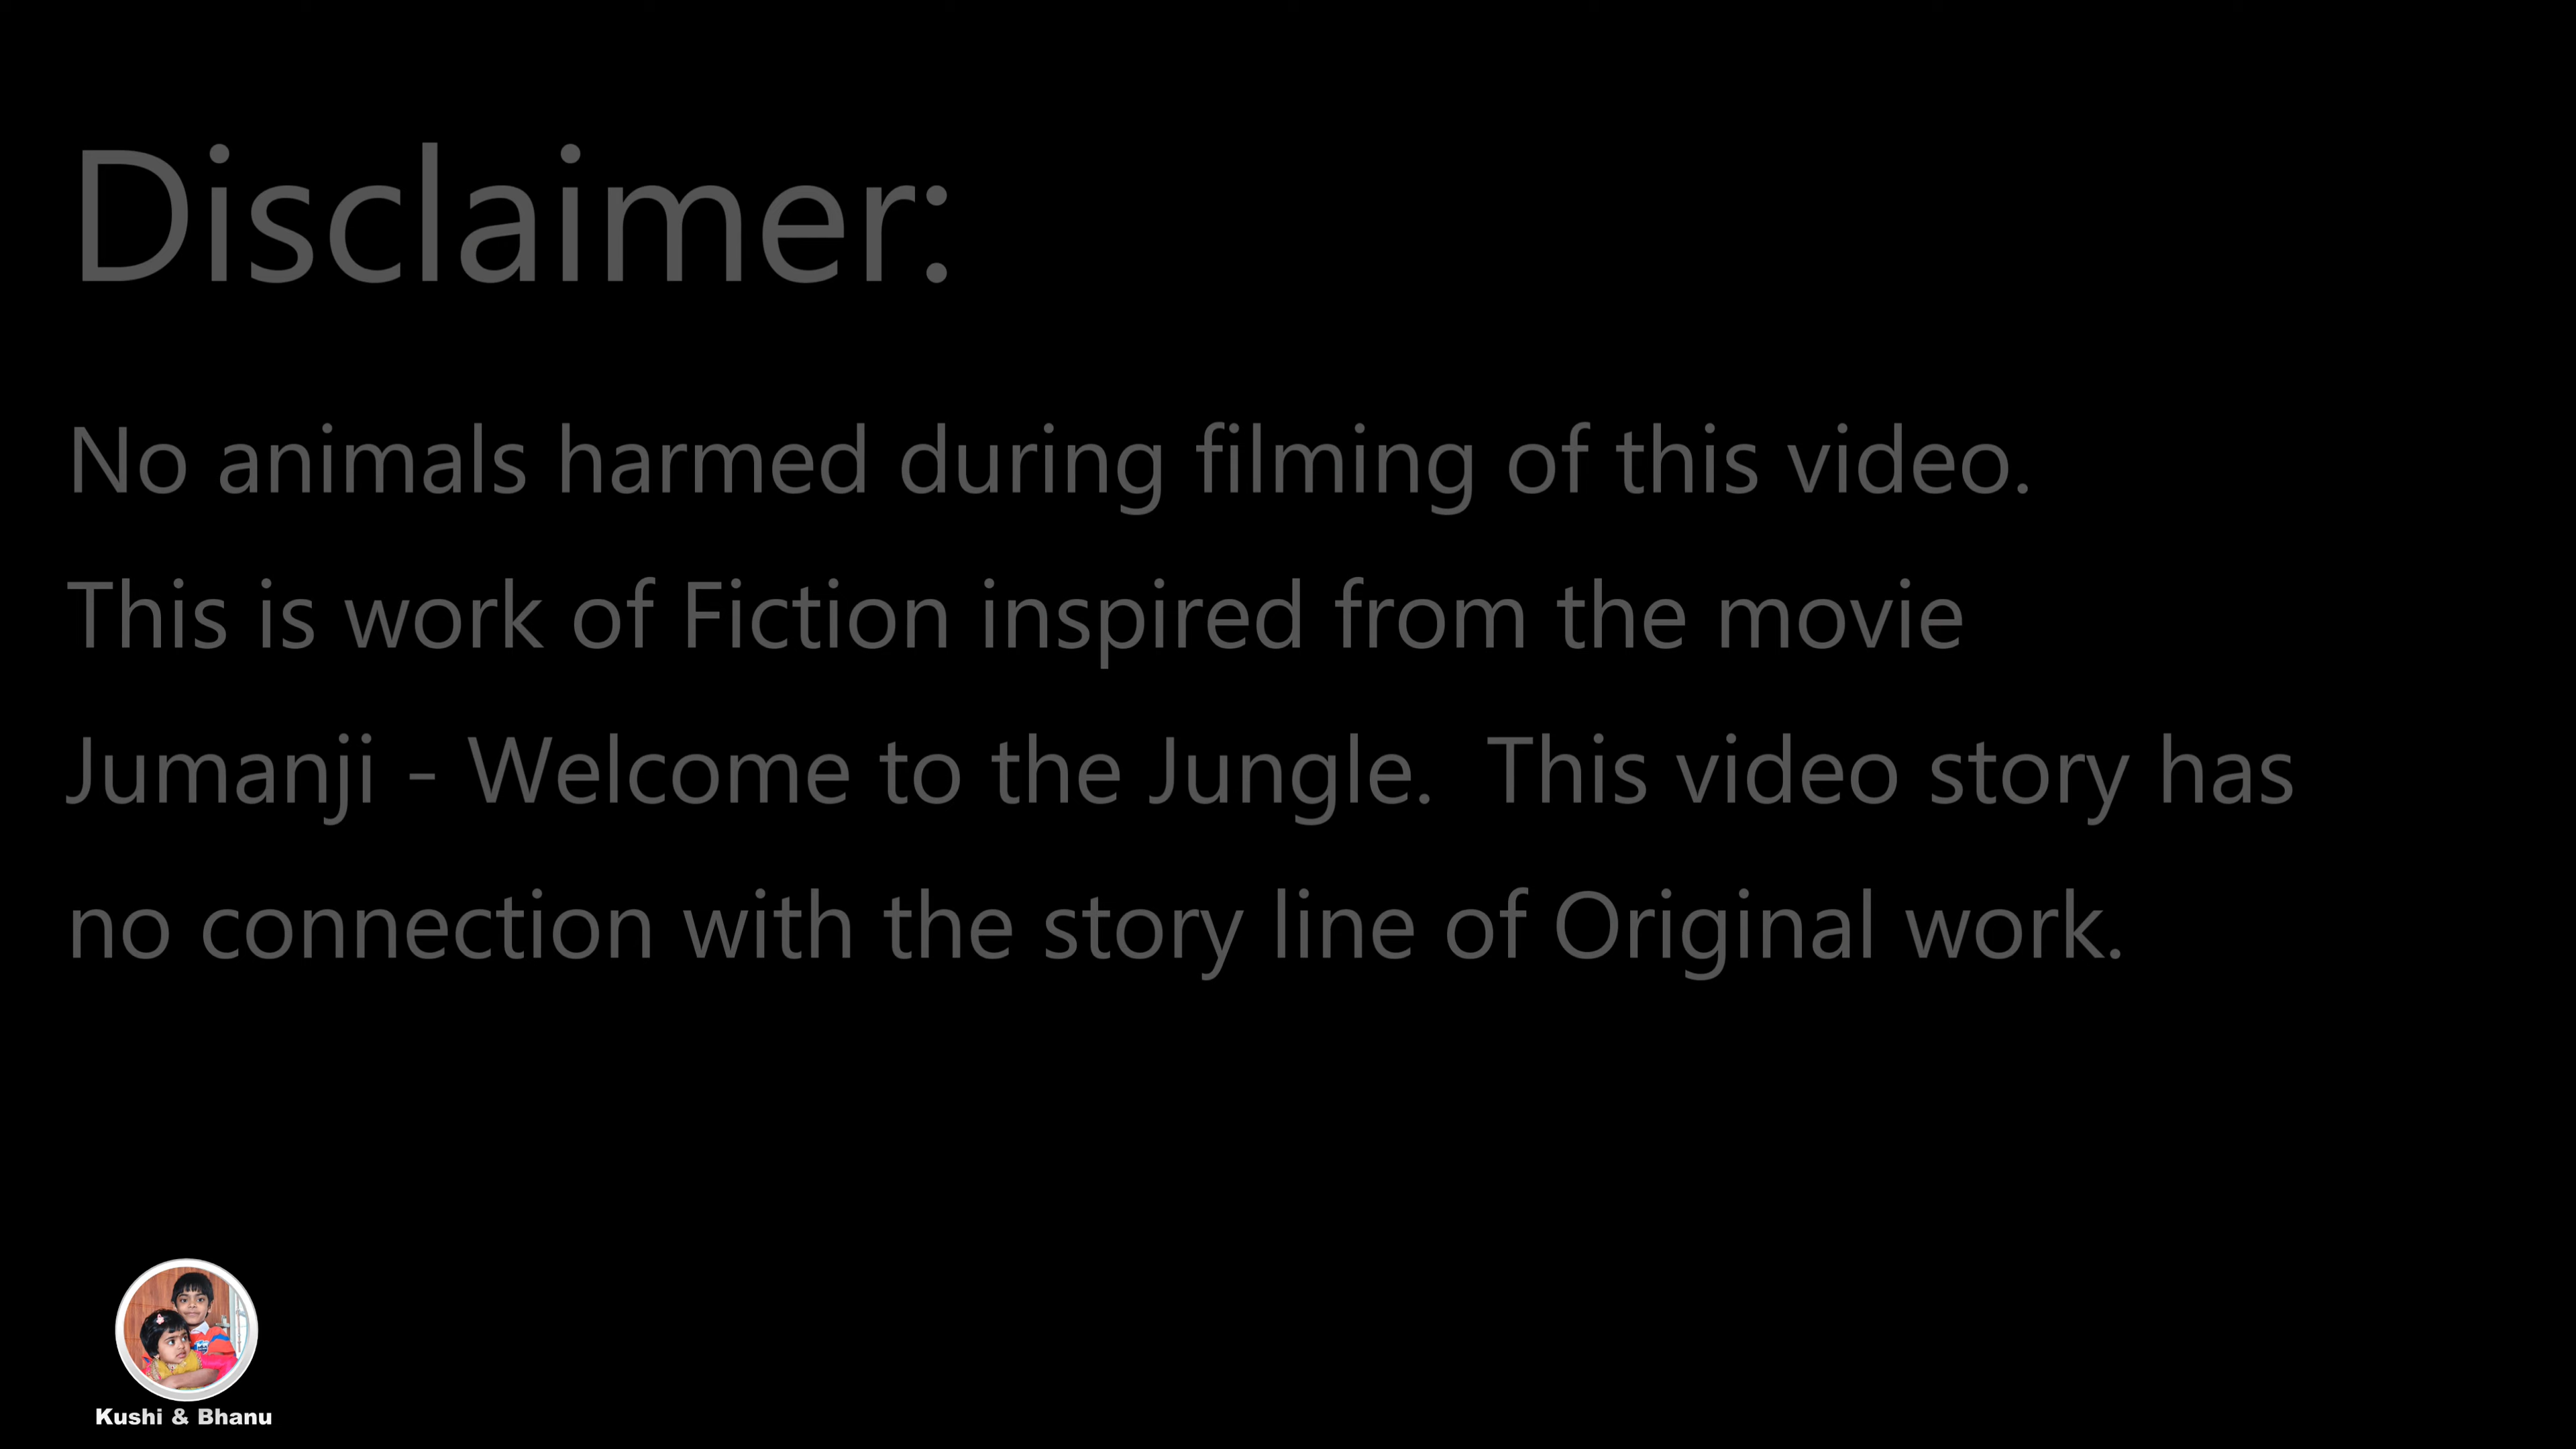 Disclaimer:
No animals harmed during filming of this video.
This is work of Fiction inspired from the movie
Jumanji - Welcome to the Jungle.  This video story has
no connection with the story line of Original work.
Kushi & Bhanu